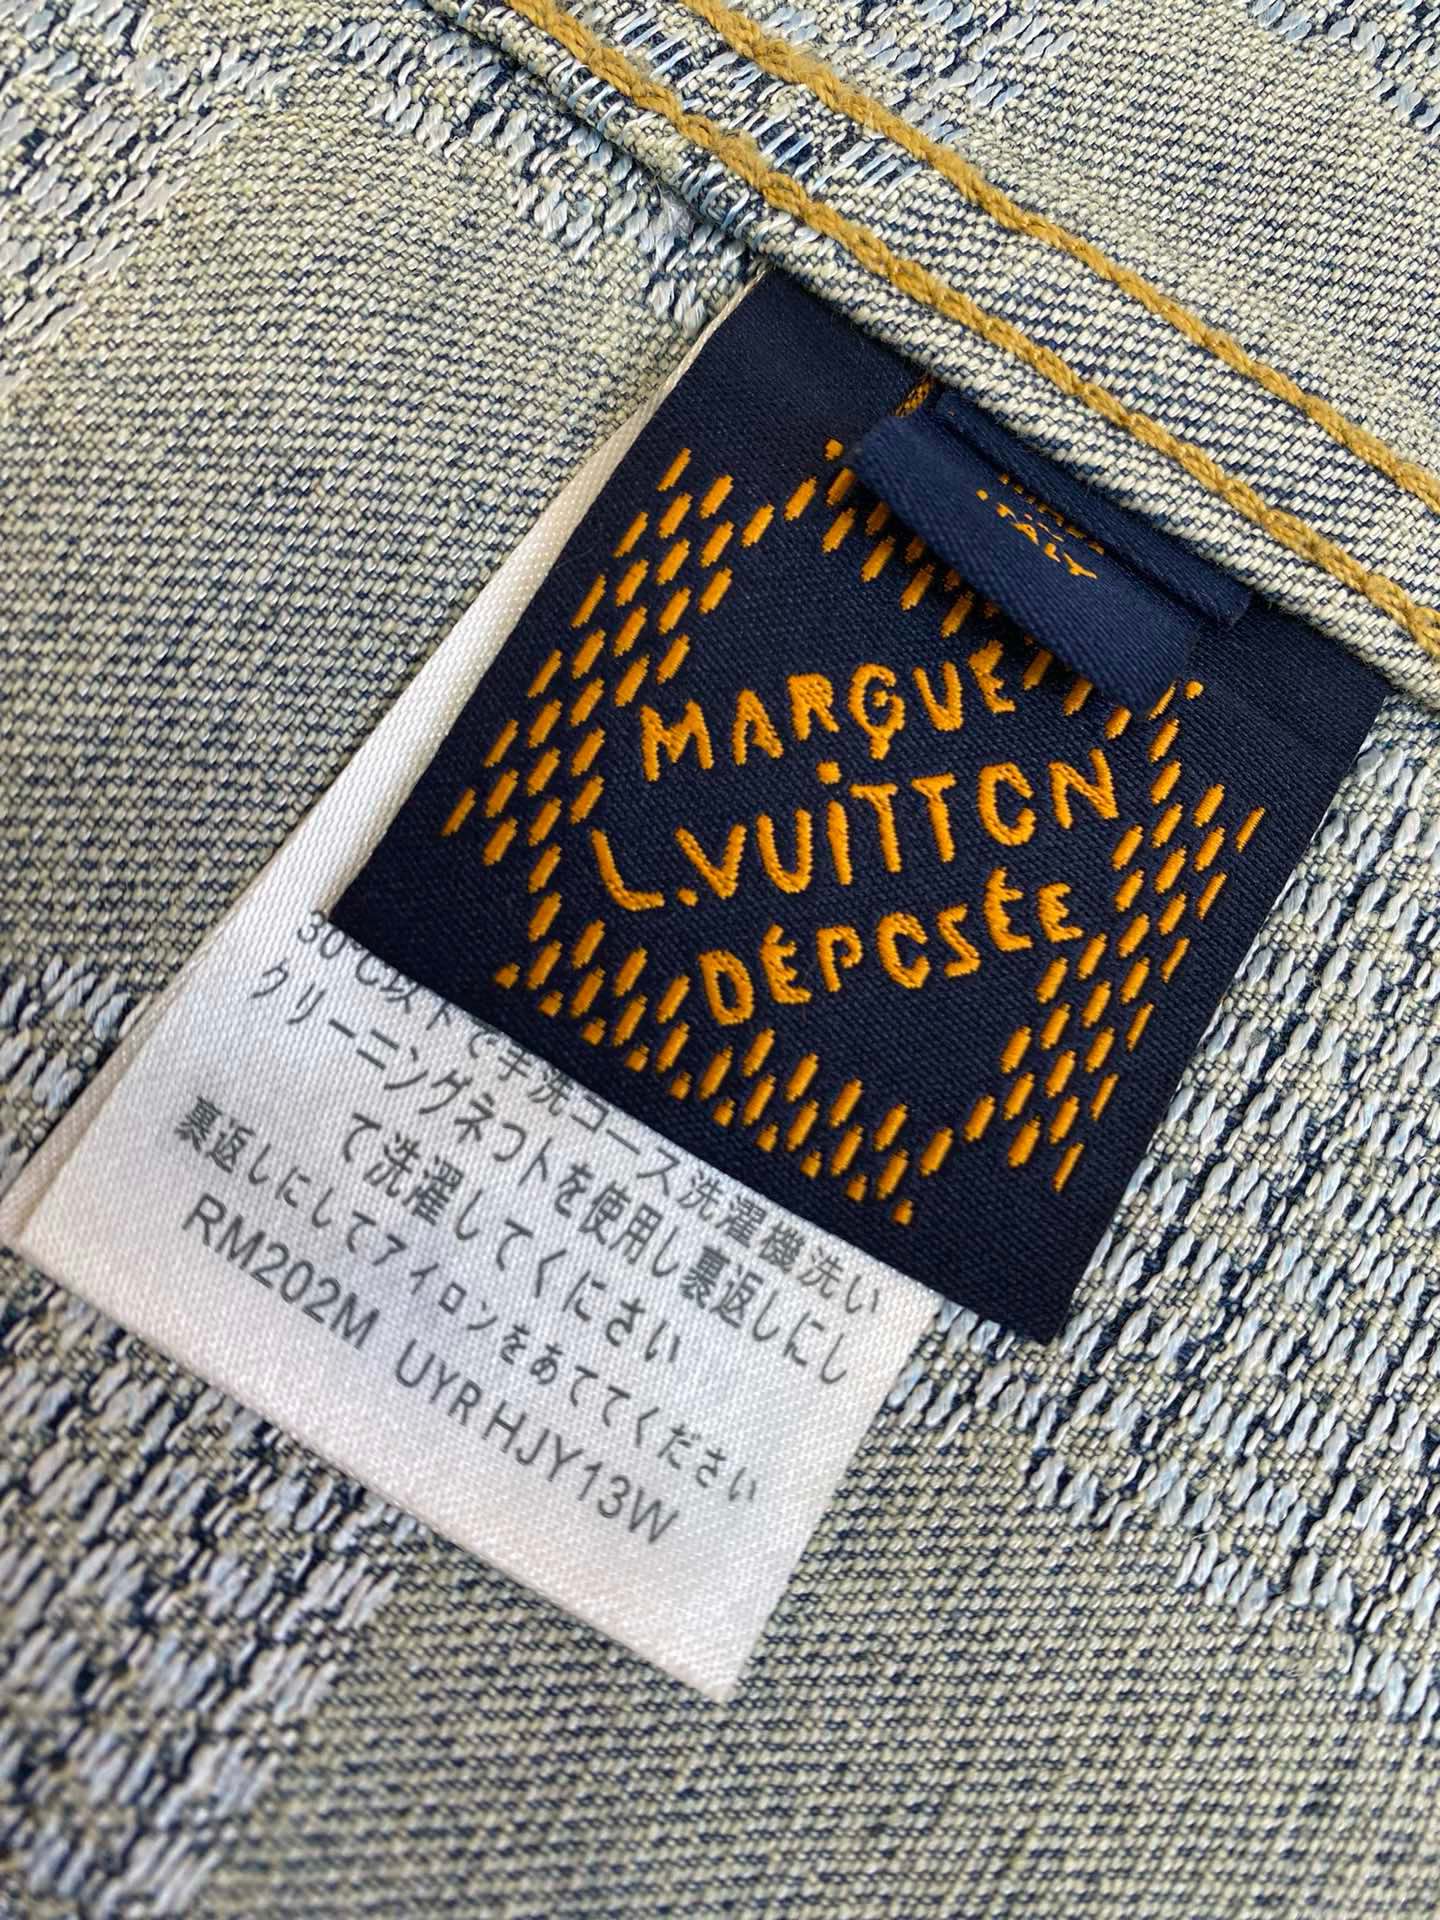 ITALY
MARQUE
L.VUITTON
DÉPOSÉE
30℃以下で手洗コース洗濯機洗い
クリーニングネットを使用し裏返しにし
て洗濯してください
裏返しにしてアイロンをあててください
RM202M UYR HJY13W